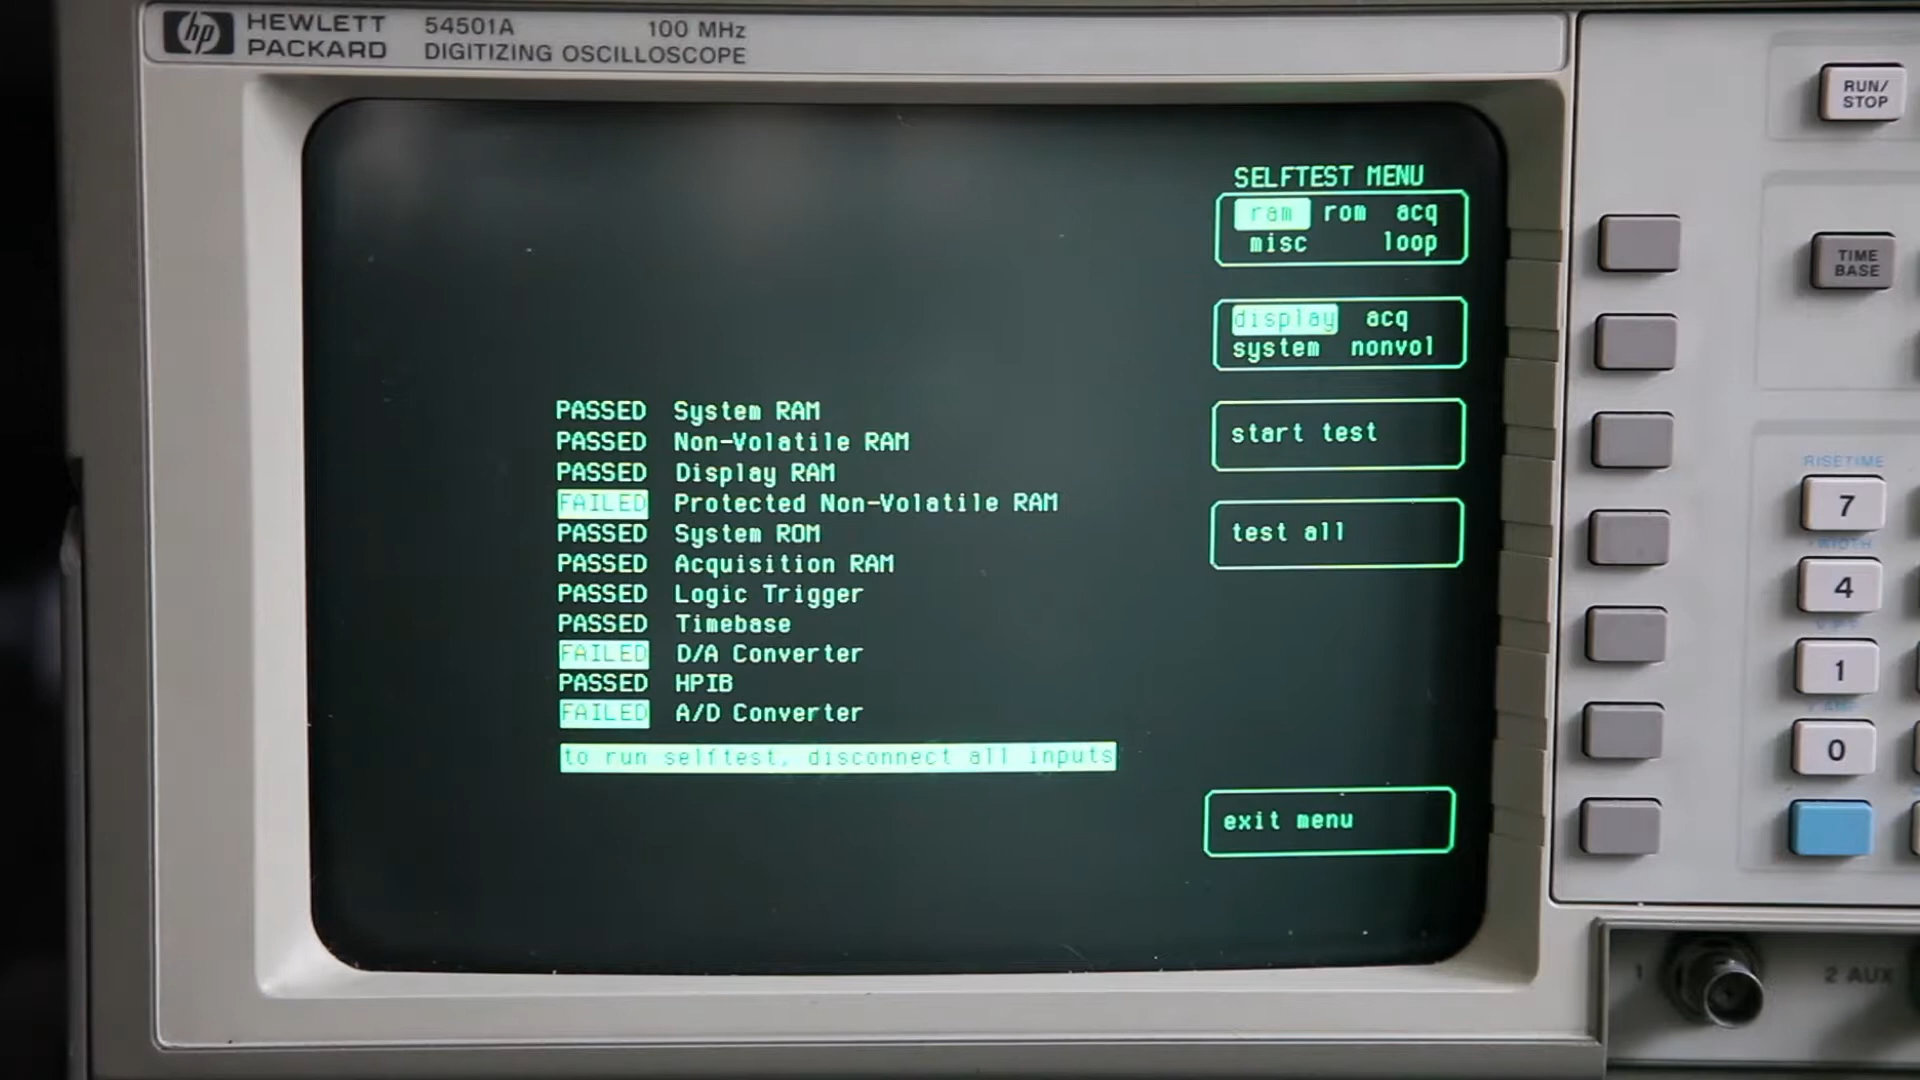 hp HEWLETT PACKARD 54501A 100 MHz
DIGITIZING OSCILLOSCOPE
RUN/
STOP
SELFTEST MENU
ram rom acq
misc loop
TIME
BASE
display acq
system nonvol
PASSED System RAM
PASSED Non-Volatile RAM
PASSED Display RAM
FAILED Protected Non-Volatile RAM
PASSED System ROM
PASSED Acquisition RAM
PASSED Logic Trigger
PASSED Timebase
FAILED D/A Converter
PASSED HPIB
FAILED A/D Converter
to run selftest, disconnect all inputs
start test
test all
exit menu
RISETIME
7
WIDTH
4
1
0
1
2 AUX